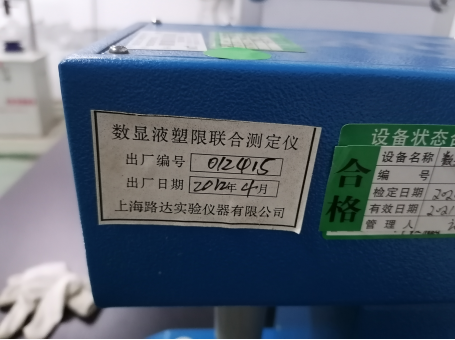 数显液塑限联合测定仪
出厂编号 012415
出厂日期 2012年4月
上海路达实验仪器有限公司
设备状态
合格
设备名称
编 号
检定日期 202
有效日期 2021
管理人